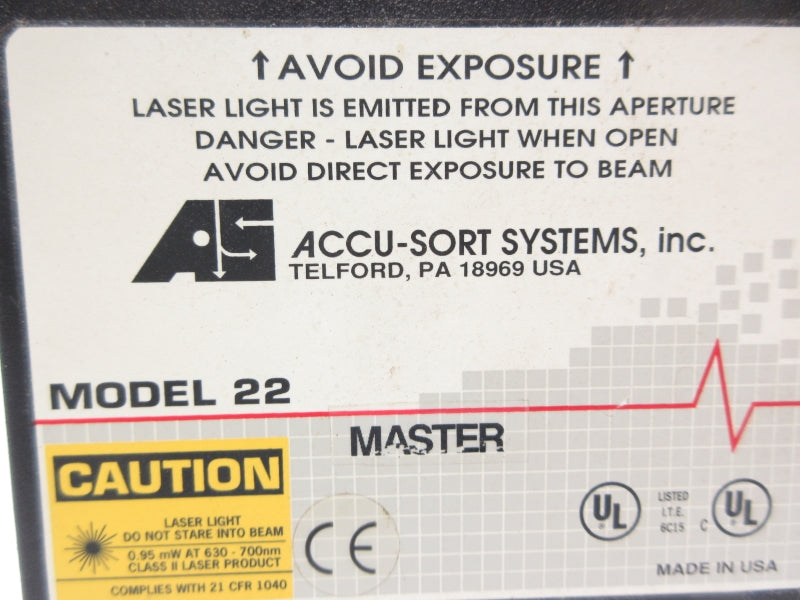 ↑ AVOID EXPOSURE ↑
LASER LIGHT IS EMITTED FROM THIS APERTURE
DANGER - LASER LIGHT WHEN OPEN
AVOID DIRECT EXPOSURE TO BEAM
AS
ACCU-SORT SYSTEMS, inc.
TELFORD, PA 18969 USA
MODEL 22
MASTER
CAUTION
LASER LIGHT
DO NOT STARE INTO BEAM
0.95 mW AT 630 - 700nm
CLASS II LASER PRODUCT
COMPLIES WITH 21 CFR 1040
CE
UL ®
LISTED
I.T.E.
6C15
C UL ®
MADE IN USA